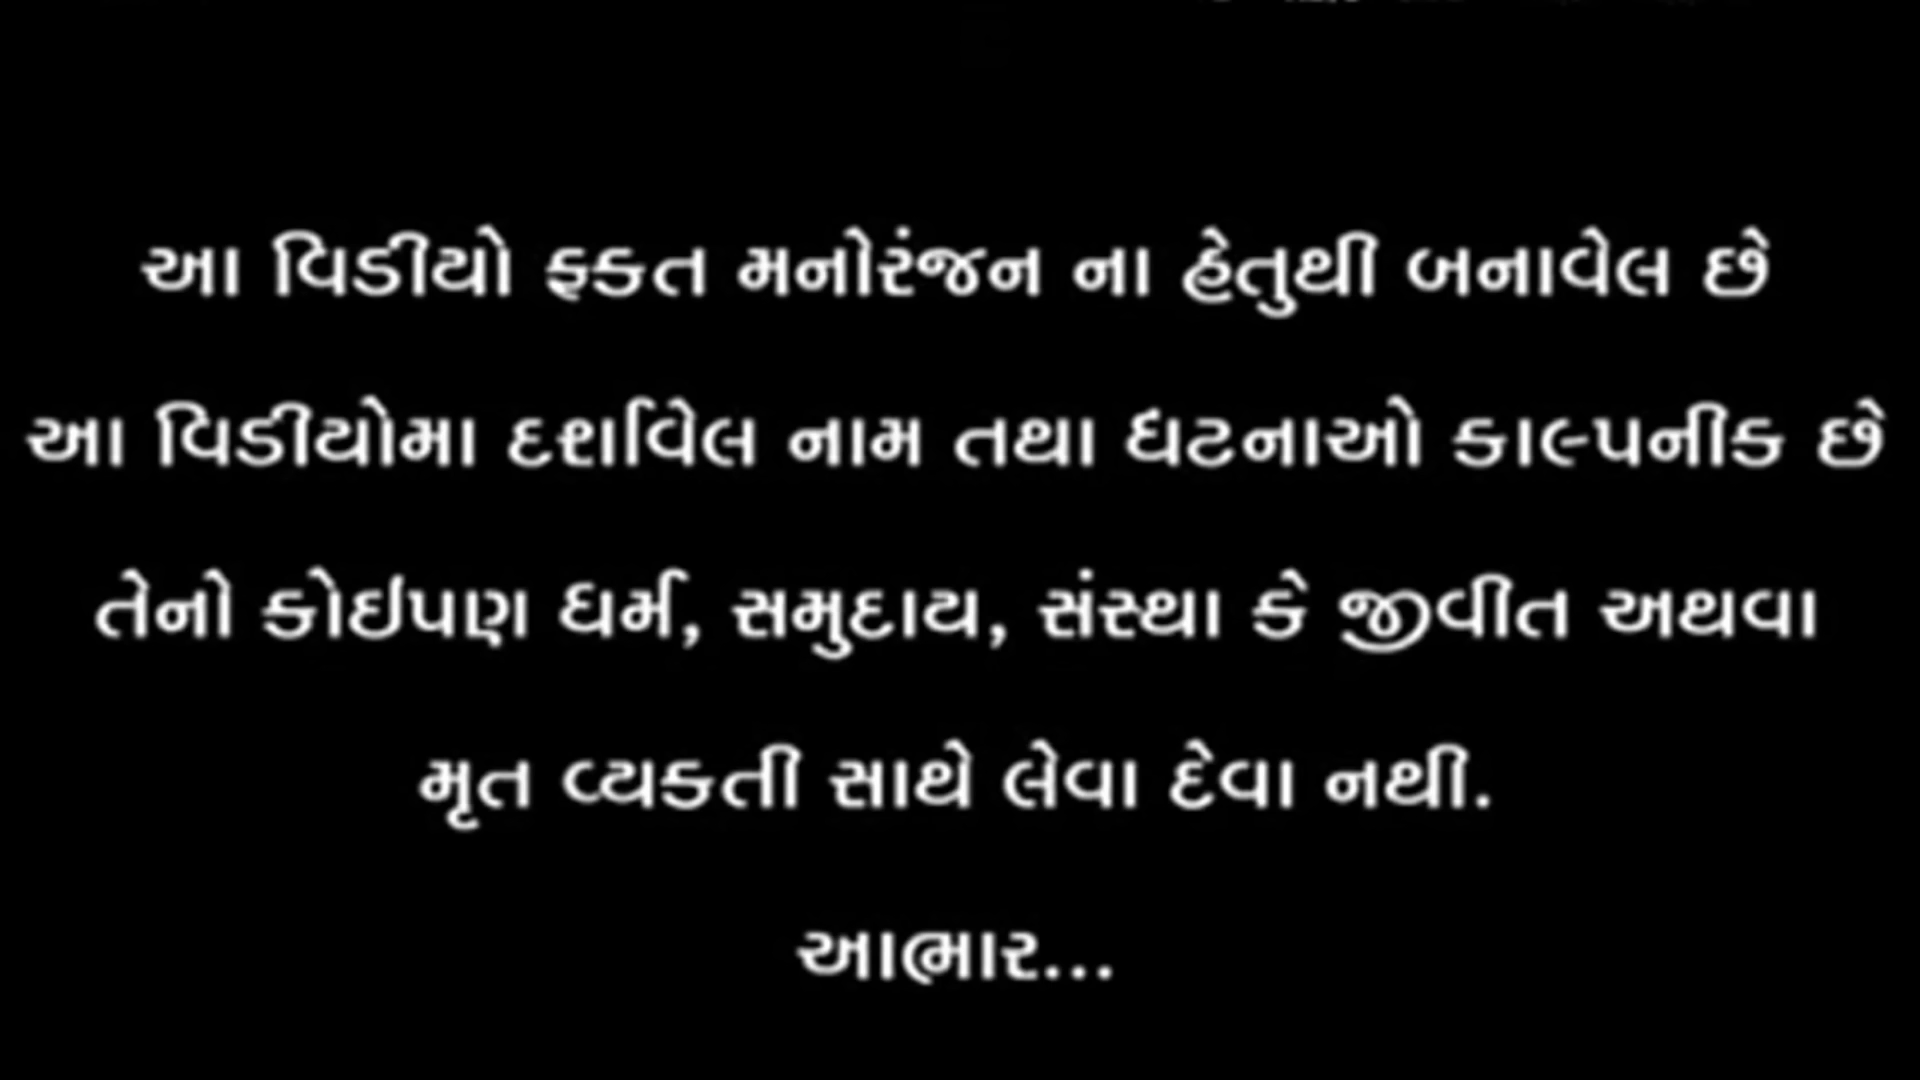 આ વિડીયો ફકત મનોરંજન ના હેતુથી બનાવેલ છે
આ વિડીયોમા દર્શાવેલ નામ તથા ઘટનાઓ કાલ્પનીક છે
તેનો કોઇપણ ધર્મ, સમુદાય, સંસ્થા કે જીવીત અથવા
મૃત વ્યકતી સાથે લેવા દેવા નથી.
આભાર...